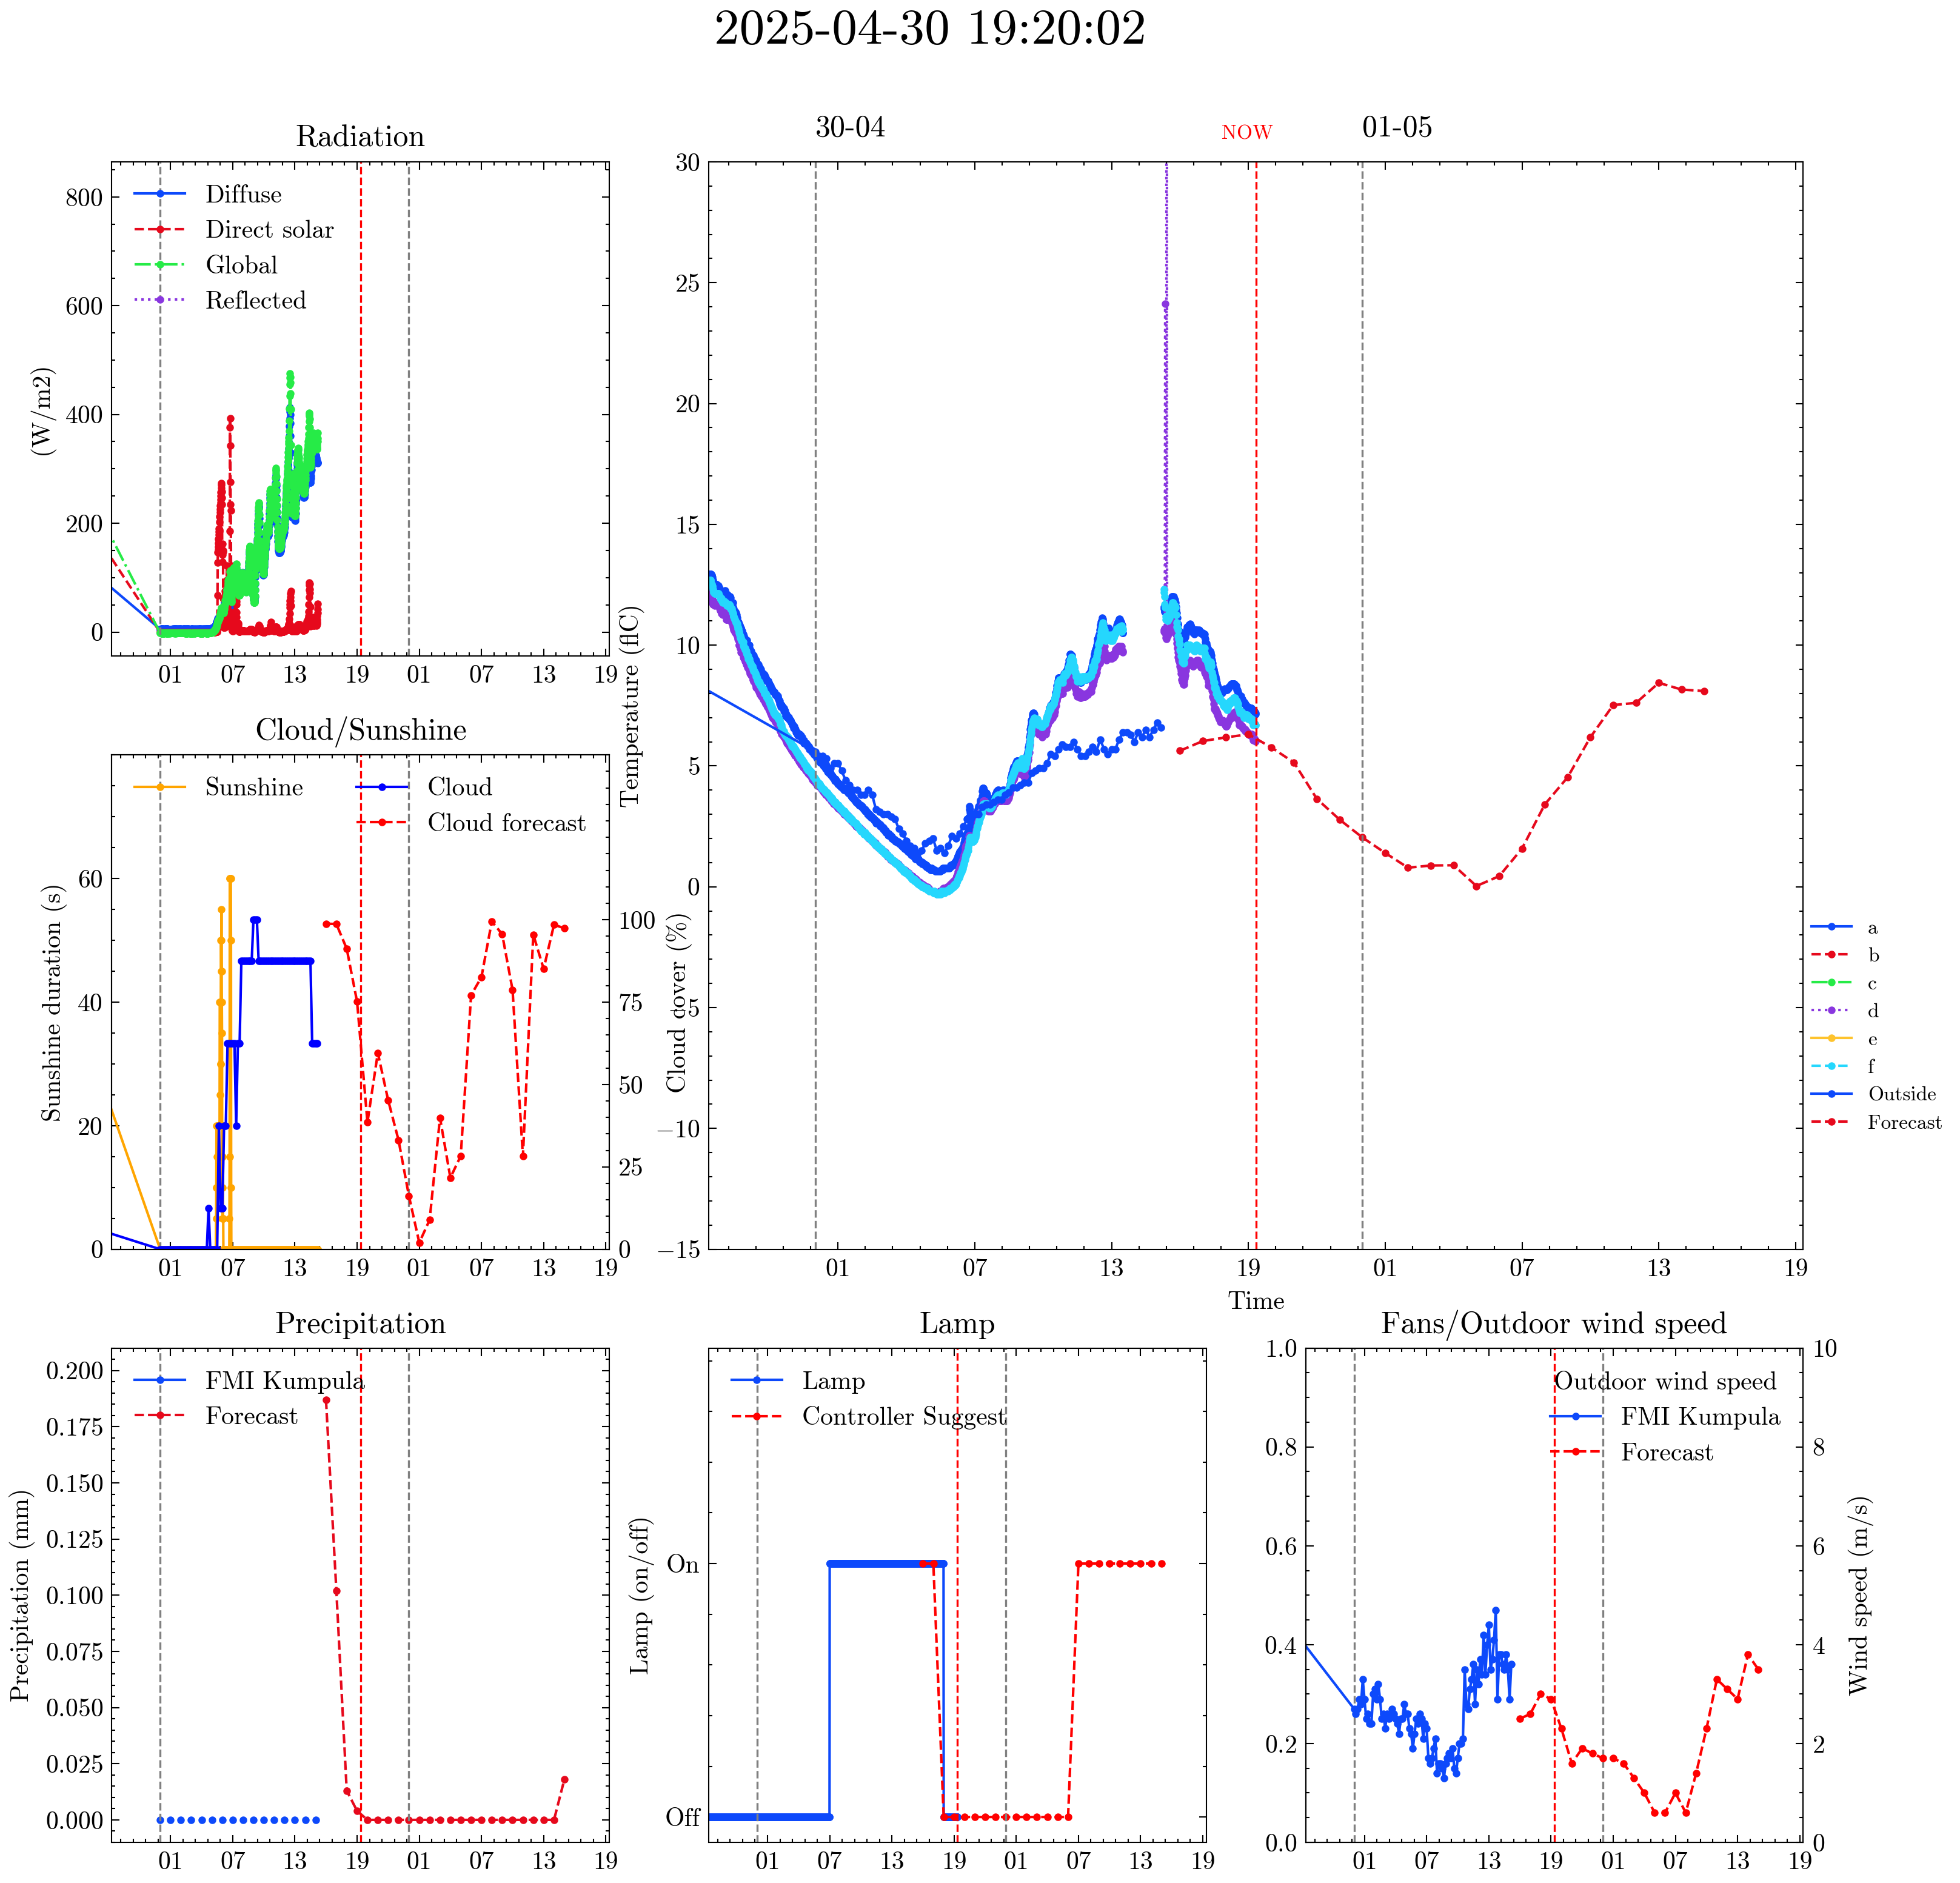 2025-04-30 19:20:02
Radiation
(W/m2)
800
600
400
200
0
Diffuse
Direct solar
Global
Reflected
01 07 13 19 01 07 13 19
Cloud/Sunshine
Sunshine duration (s)
60
40
20
0
Sunshine
Cloud
Cloud forecast
100
75
50
25
0
Cloud cover (%)
01 07 13 19 01 07 13 19
30-04
NOW
01-05
Temperature (flC)
30
25
20
15
10
5
0
−5
−10
−15
01 07 13 19 01 07 13 19
Time
a
b
c
d
e
f
Outside
Forecast
Precipitation
Precipitation (mm)
0.200
0.175
0.150
0.125
0.100
0.075
0.050
0.025
0.000
FMI Kumpula
Forecast
01 07 13 19 01 07 13 19
Lamp
Lamp (on/off)
On
Off
Lamp
Controller Suggest
01 07 13 19 01 07 13 19
Fans/Outdoor wind speed
1.0
0.8
0.6
0.4
0.2
0.0
Outdoor wind speed
FMI Kumpula
Forecast
10
8
6
4
2
0
Wind speed (m/s)
01 07 13 19 01 07 13 19